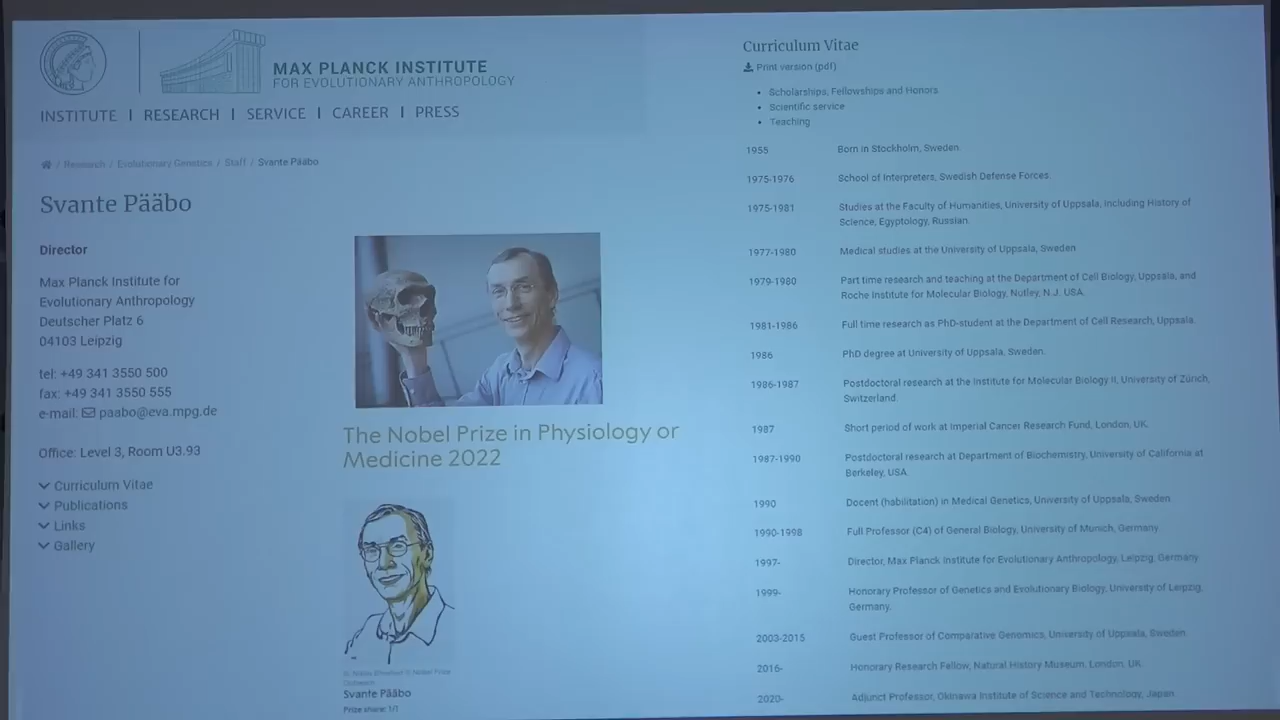 MAX PLANCK INSTITUTE
FOR EVOLUTIONARY ANTHROPOLOGY
INSTITUTE | RESEARCH | SERVICE | CAREER | PRESS
/ Research / Evolutionary Genetics / Staff / Svante Pääbo
Svante Pääbo
Director
Max Planck Institute for
Evolutionary Anthropology
Deutscher Platz 6
04103 Leipzig
tel: +49 341 3550 500
fax: +49 341 3550 555
e-mail: paabo@eva.mpg.de
Office: Level 3, Room U3.93
Curriculum Vitae
Publications
Links
Gallery
The Nobel Prize in Physiology or
Medicine 2022
Svante Pääbo
Prize share: 1/1
Curriculum Vitae
Print version (pdf)
• Scholarships, Fellowships and Honors
• Scientific service
• Teaching
1955 Born in Stockholm, Sweden.
1975-1976 School of Interpreters, Swedish Defense Forces.
1975-1981 Studies at the Faculty of Humanities, University of Uppsala, Including History of
Science, Egyptology, Russian.
1977-1980 Medical studies at the University of Uppsala, Sweden
1979-1980 Part time research and teaching at the Department of Cell Biology, Uppsala, and
Roche Institute for Molecular Biology, Nutley, N.J. USA.
1981-1986 Full time research as PhD-student at the Department of Cell Research, Uppsala.
1986 PhD degree at University of Uppsala, Sweden.
1986-1987 Postdoctoral research at the Institute for Molecular Biology II, University of Zürich,
Switzerland.
1987 Short period of work at Imperial Cancer Research Fund, London, UK.
1987-1990 Postdoctoral research at Department of Biochemistry, University of California at
Berkeley, USA.
1990 Docent (habilitation) in Medical Genetics, University of Uppsala, Sweden
1990-1998 Full Professor (C4) of General Biology, University of Munich, Germany.
1997- Director, Max Planck Institute for Evolutionary Anthropology, Leipzig, Germany
1999- Honorary Professor of Genetics and Evolutionary Biology, University of Leipzig,
Germany.
2003-2015 Guest Professor of Comparative Genomics, University of Uppsala, Sweden
2016- Honorary Research Fellow, Natural History Museum, London, UK.
2020- Adjunct Professor, Okinawa Institute of Science and Technology, Japan